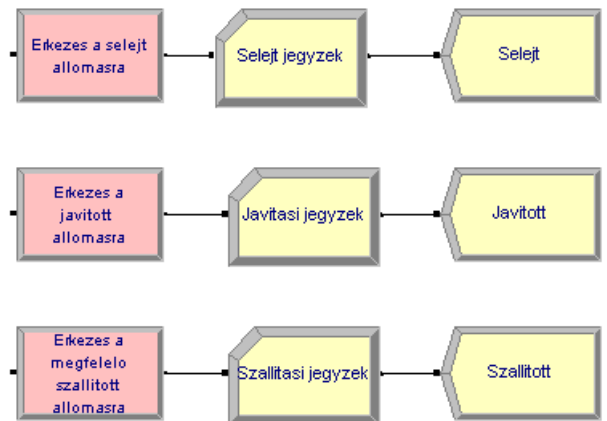 Erkezes a selejt
allomasra
Selejt jegyzek
Selejt
Erkezes a
javitott
allomasra
Javitasi jegyzek
Javitott
Erkezes a
megfelelo
szallitott
allomasra
Szallitasi jegyzek
Szallitott